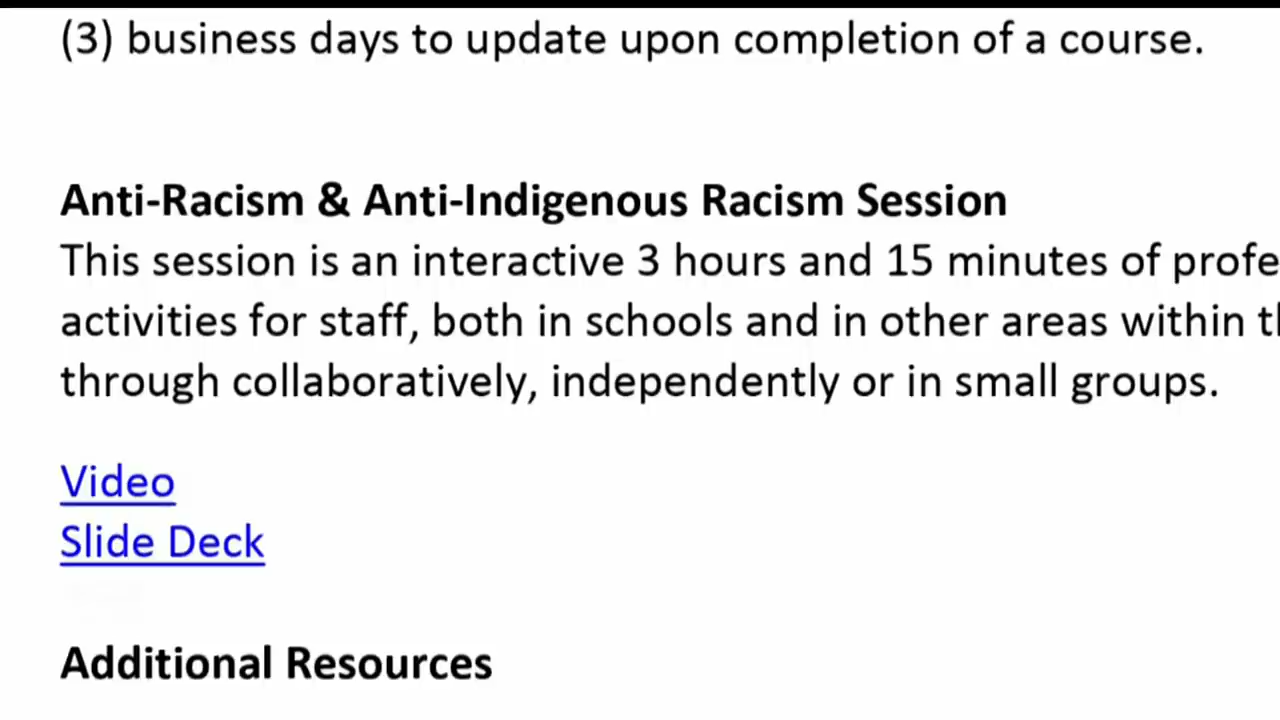 (3) business days to update upon completion of a course.
Anti-Racism & Anti-Indigenous Racism Session
This session is an interactive 3 hours and 15 minutes of profe
activities for staff, both in schools and in other areas within th
through collaboratively, independently or in small groups.
Video
Slide Deck
Additional Resources